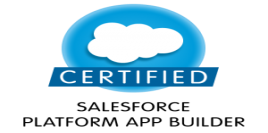 CERTIFIED
SALESFORCE
PLATFORM APP BUILDER